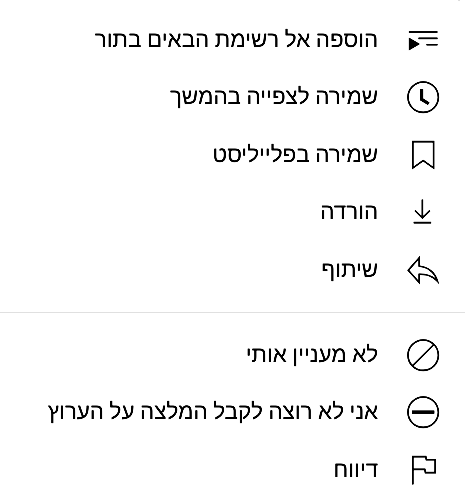 הוספה אל רשימת הבאים בתור
שמירה לצפייה בהמשך
שמירה בפלייליסט
הורדה
שיתוף
לא מעניין אותי
אני לא רוצה לקבל המלצה על הערוץ
דיווח